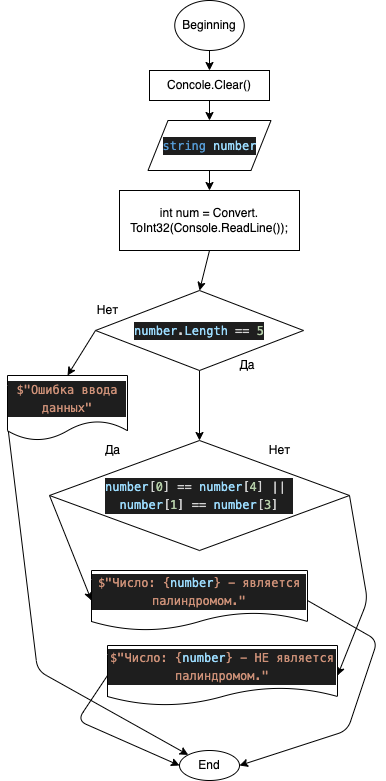 Beginning
Concole.Clear()
string number
int num = Convert.
ToInt32(Console.ReadLine());
Нет
number.Length == 5
Да
$"Ошибка ввода
данных"
Да
Нет
number[0] == number[4] ||
number[1] == number[3]
$"Число: {number} – является
палиндромом."
$"Число: {number} – НЕ является
палиндромом."
End